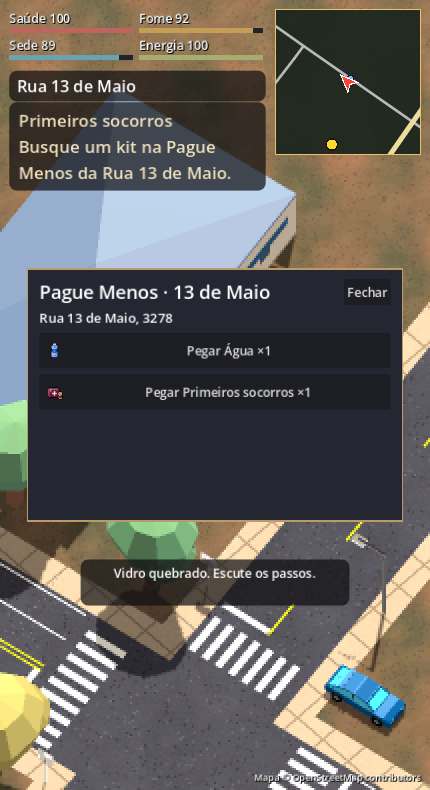 Saúde 100
Fome 92
Sede 89
Energia 100
Rua 13 de Maio
Primeiros socorros
Busque um kit na Pague
Menos da Rua 13 de Maio.
Pague Menos · 13 de Maio
Fechar
Rua 13 de Maio, 3278
Pegar Água ×1
Pegar Primeiros socorros ×1
Vidro quebrado. Escute os passos.
Mapa © OpenStreetMap contributors